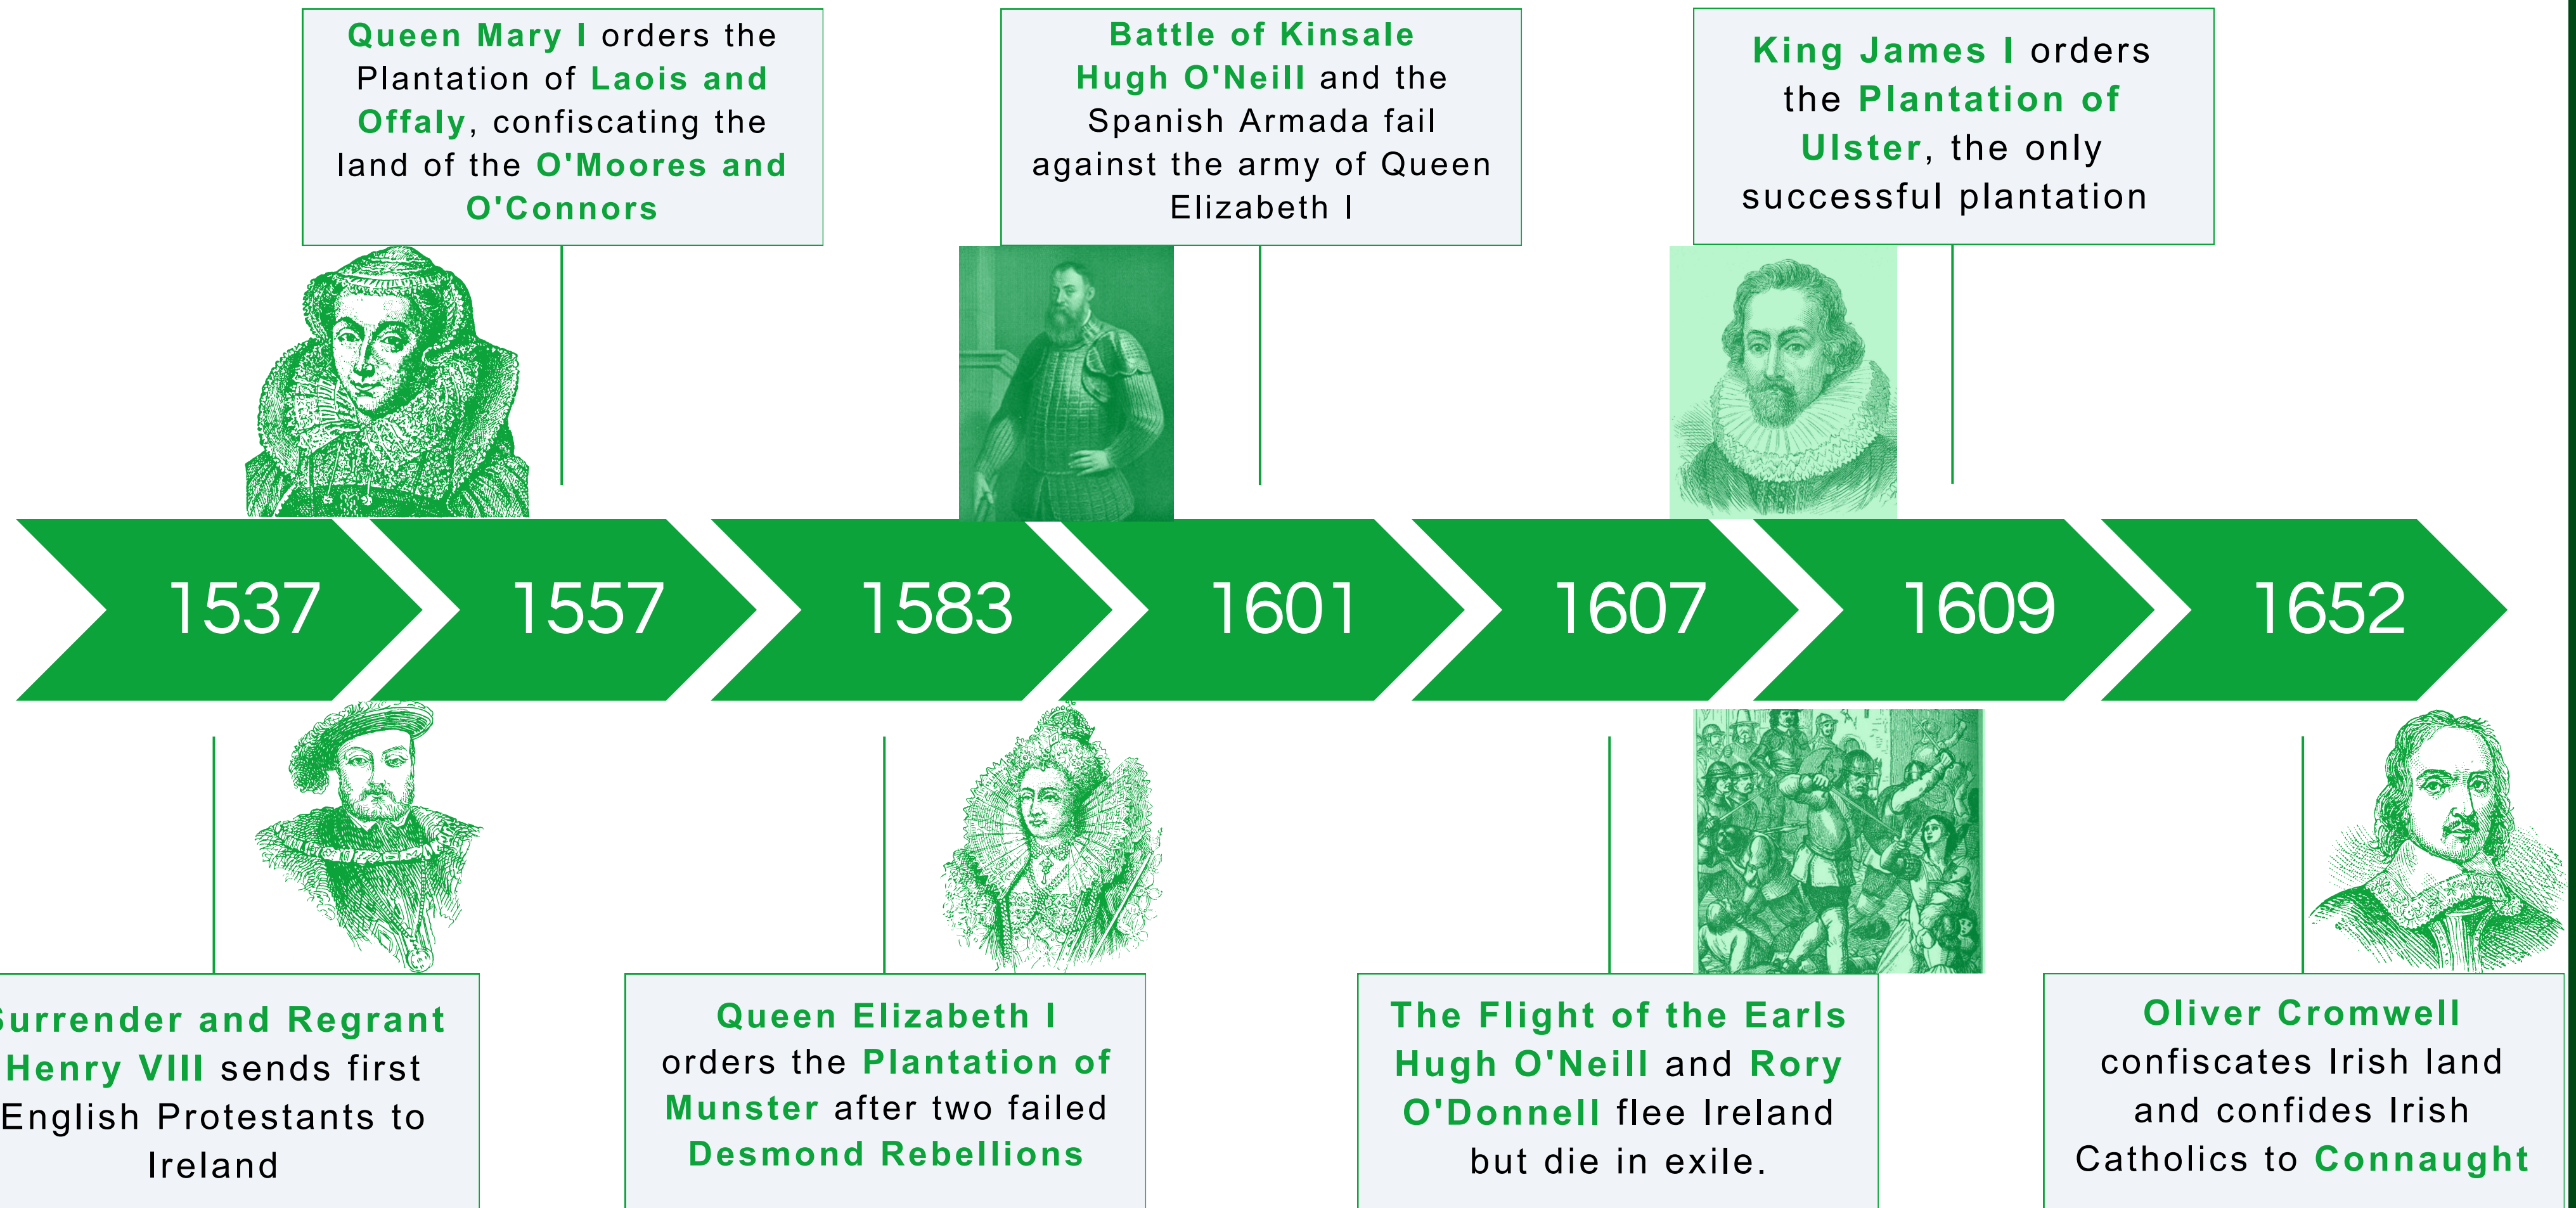 Queen Mary I orders the
Plantation of Laois and
Offaly, confiscating the
land of the O'Moores and
O'Connors
Battle of Kinsale
Hugh O'Neill and the
Spanish Armada fail
against the army of Queen
Elizabeth I
King James I orders
the Plantation of
Ulster, the only
successful plantation
1537
1557
1583
1601
1607
1609
1652
Surrender and Regrant
Henry VIII sends first
English Protestants to
Ireland
Queen Elizabeth I
orders the Plantation of
Munster after two failed
Desmond Rebellions
The Flight of the Earls
Hugh O'Neill and Rory
O'Donnell flee Ireland
but die in exile.
Oliver Cromwell
confiscates Irish land
and confides Irish
Catholics to Connaught